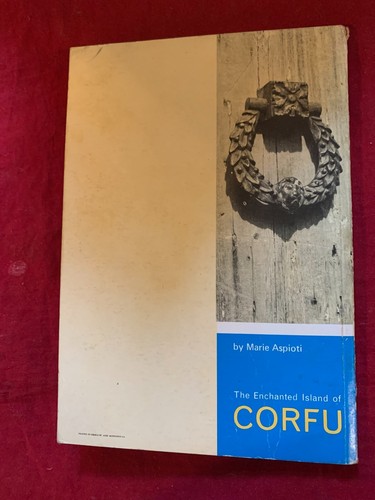 by Marie Aspioti
The Enchanted Island of
CORFU